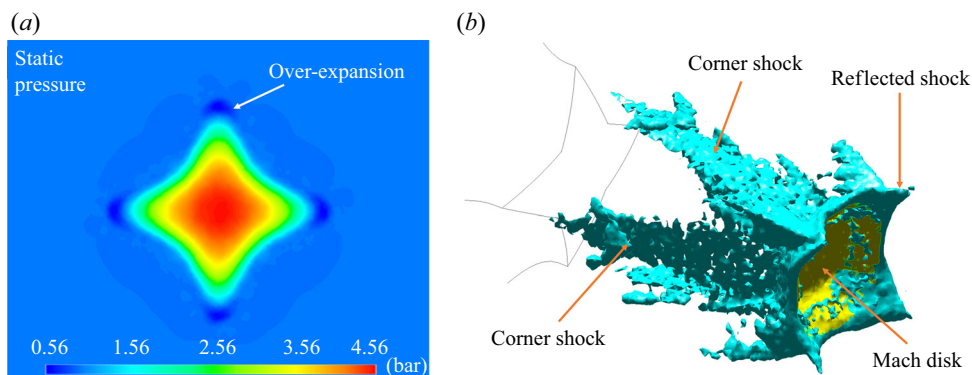 (a)
Static
pressure
Over-expansion
0.56 1.56 2.56 3.56 4.56
(bar)
(b)
Corner shock
Reflected shock
Corner shock
Mach disk